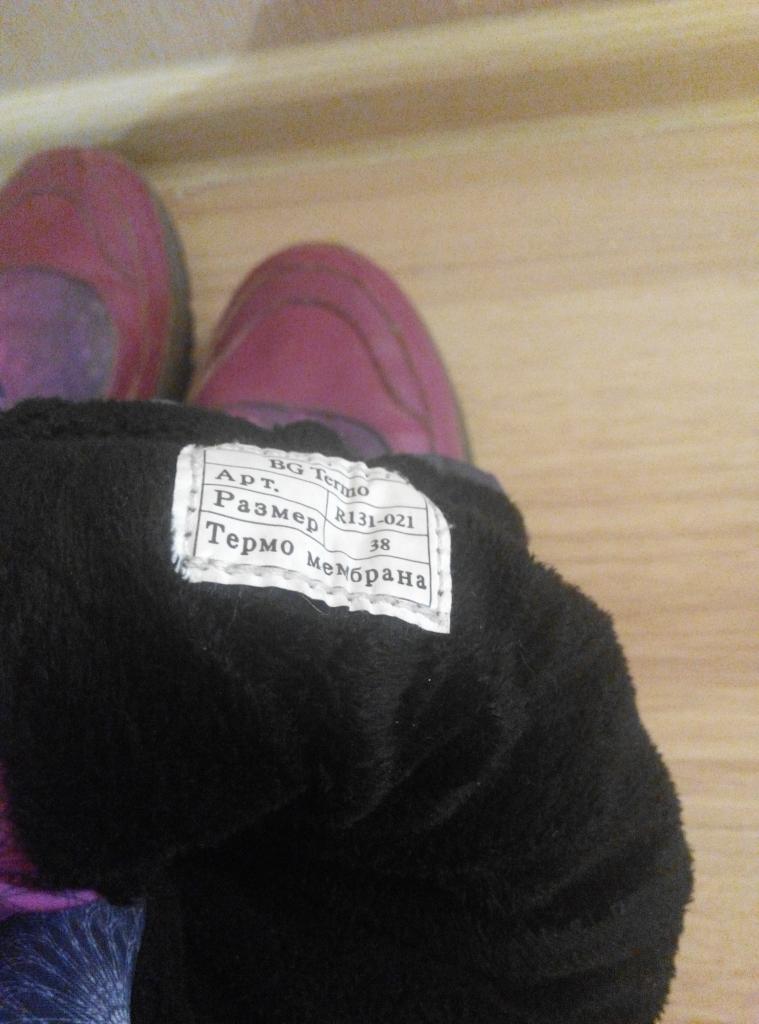 BG Termo
Арт. R131-021
Размер 38
Термо мембрана